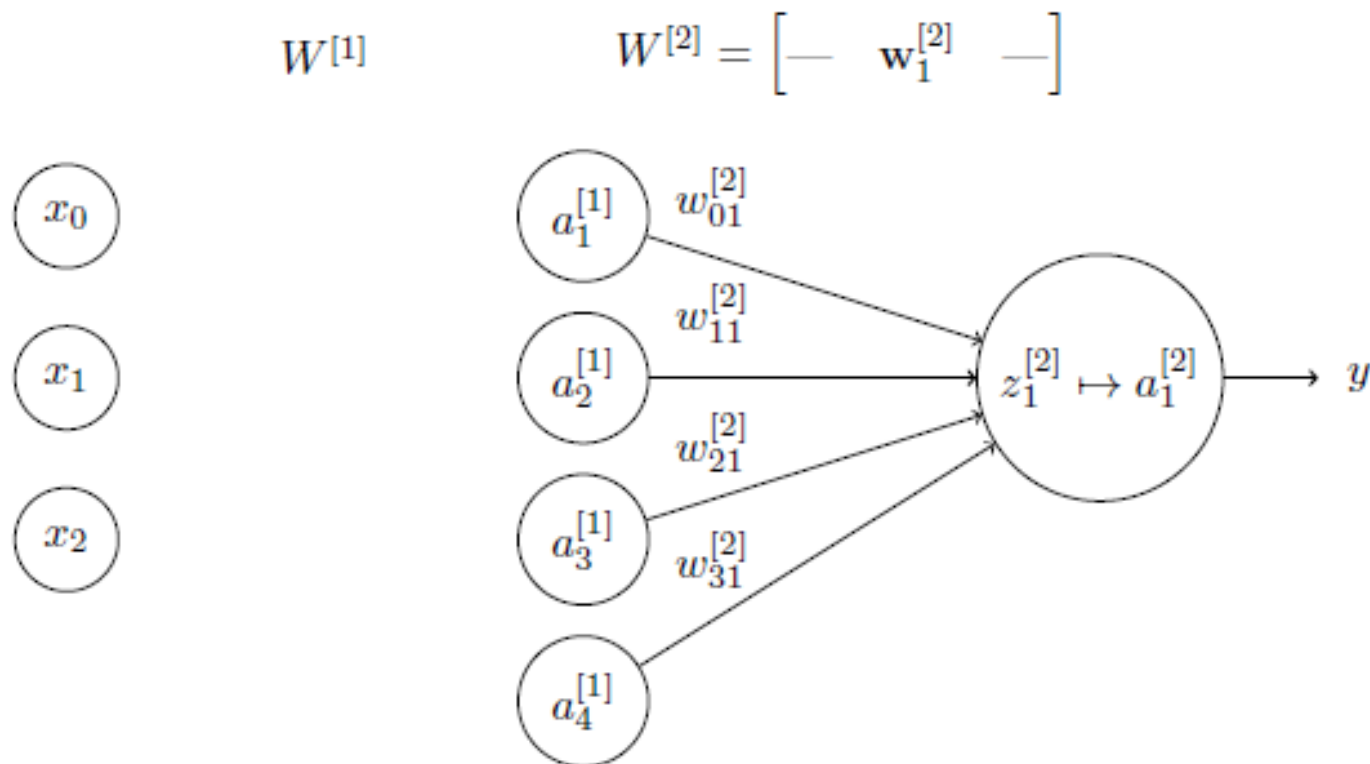 W^{[1]} W^{[2]} = [— w_1^{[2]} —]
x_0 a_1^{[1]} w_{01}^{[2]}
w_{11}^{[2]}
x_1 a_2^{[1]} z_1^{[2]} ↦ a_1^{[2]} y
w_{21}^{[2]}
x_2 a_3^{[1]}
w_{31}^{[2]}
a_4^{[1]}